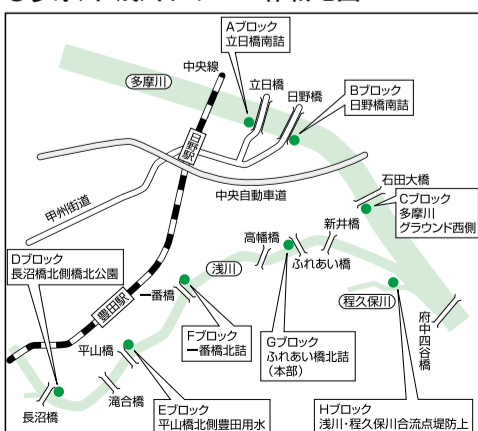 Aブロック
立日橋南詰
中央線
多摩川
立日橋
日野橋
Bブロック
日野橋南詰
日野駅
甲州街道
中央自動車道
石田大橋
Cブロック
多摩川
グラウンド西側
新井橋
高幡橋
ふれあい橋
浅川
Dブロック
長沼橋北側橋北公園
一番橋
程久保川
豊田駅
府中四谷橋
平山橋
Fブロック
一番橋北詰
Gブロック
ふれあい橋北詰
(本部)
滝合橋
長沼橋
Eブロック
平山橋北側豊田用水
Hブロック
浅川・程久保川合流点堤防上